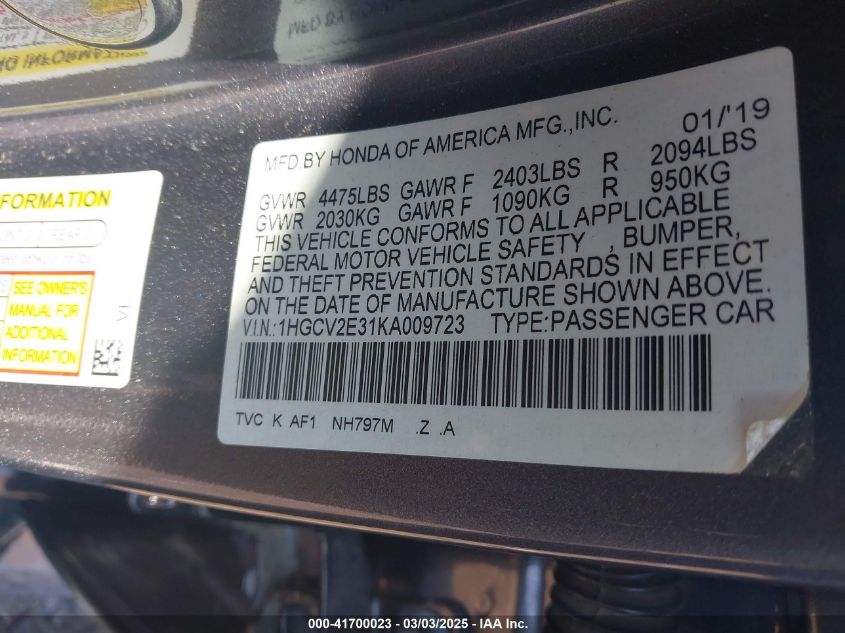 MFD.BY HONDA OF AMERICA MFG.,INC. 01/'19
GVWR 4475LBS GAWR F 2403LBS R 2094LBS
GVWR 2030KG GAWR F 1090KG R 950KG
THIS VEHICLE CONFORMS TO ALL APPLICABLE
FEDERAL MOTOR VEHICLE SAFETY , BUMPER,
AND THEFT PREVENTION STANDARDS IN EFFECT
ON THE DATE OF MANUFACTURE SHOWN ABOVE.
V.I.N.:1HGCV2E31KA009723 TYPE:PASSENGER CAR
TVC K AF1 NH797M .Z .A
FORMATION
REAR
SEE OWNER'S
MANUAL FOR
ADDITIONAL
INFORMATION
000-41700023 - 03/03/2025 - IAA Inc.